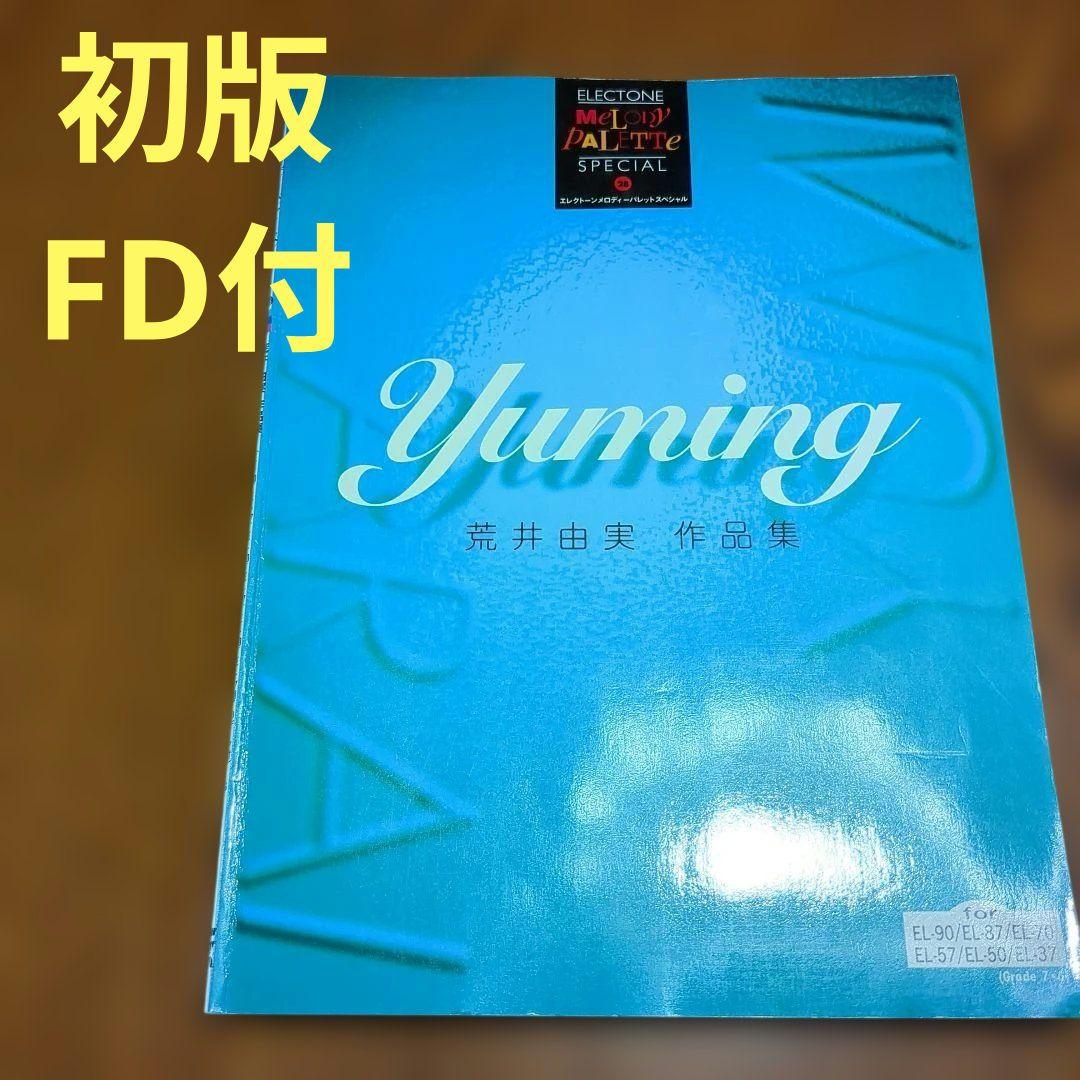 初版
FD付
ELECTONE
MeLODy
PALETTe
SPECIAL
28
エレクトーンメロディーパレットスペシャル
yuming
荒井由実 作品集
for
EL-90/EL-87/EL-70
EL-57/EL-50/EL-37